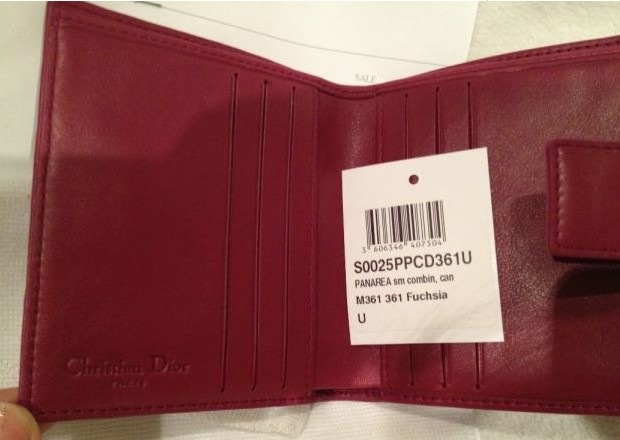 SALE
3 606346 407304
S0025PPCD361U
PANAREA sm combin, can
M361 361 Fuchsia
U
Christian Dior
PARIS